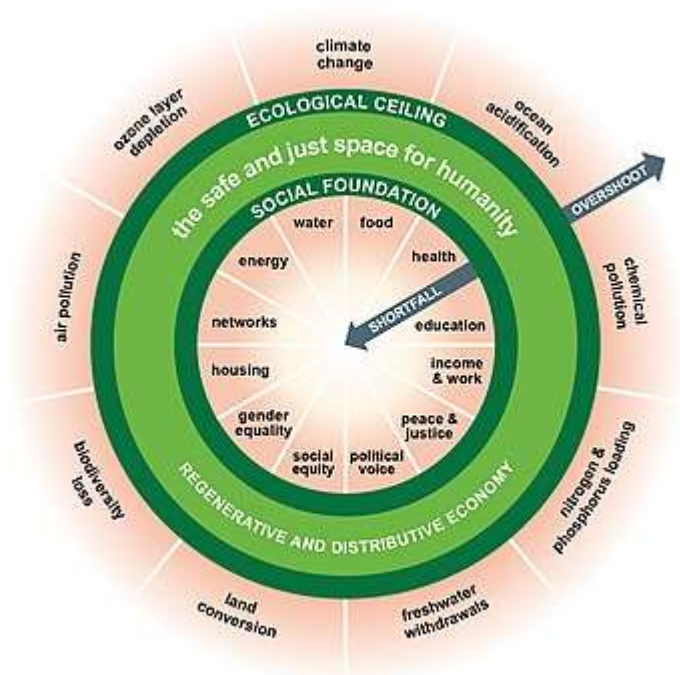 climate
change
ocean
acidification
OVERSHOOT
chemical
pollution
nitrogen &
phosphorus loading
freshwater
withdrawals
land
conversion
biodiversity
loss
air pollution
ozone layer
depletion
ECOLOGICAL CEILING
the safe and just space for humanity
SOCIAL FOUNDATION
water
food
health
SHORTFALL
education
income
& work
peace &
justice
political
voice
social
equity
gender
equality
housing
networks
energy
REGENERATIVE AND DISTRIBUTIVE ECONOMY